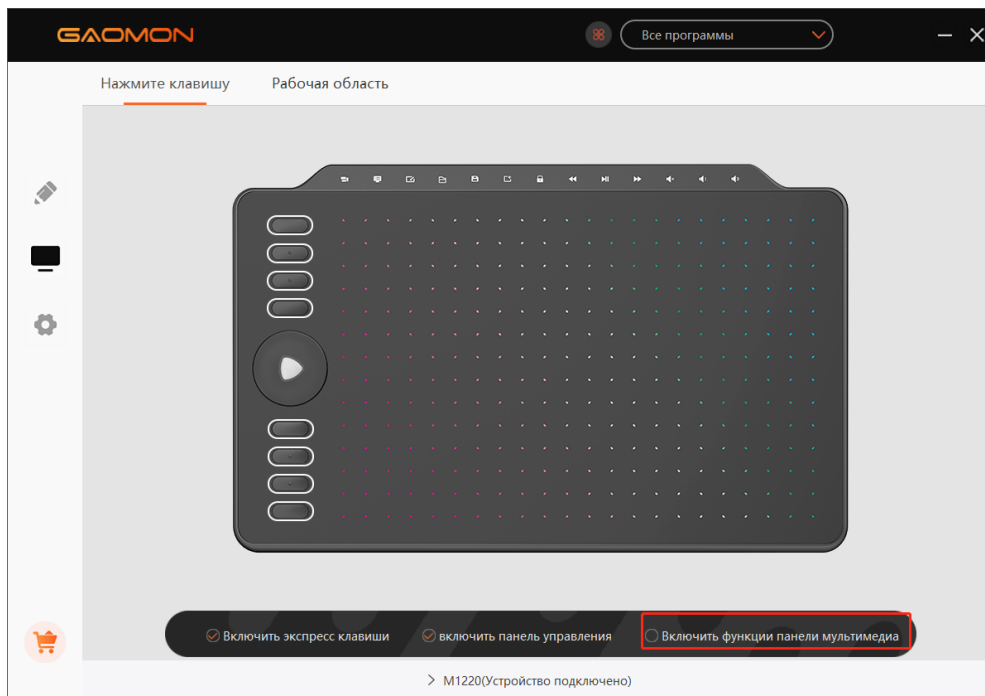 GAOMON
Все программы
Нажмите клавишу Рабочая область
Включить экспресс клавиши включить панель управления Включить функции панели мультимедиа
M1220(Устройство подключено)